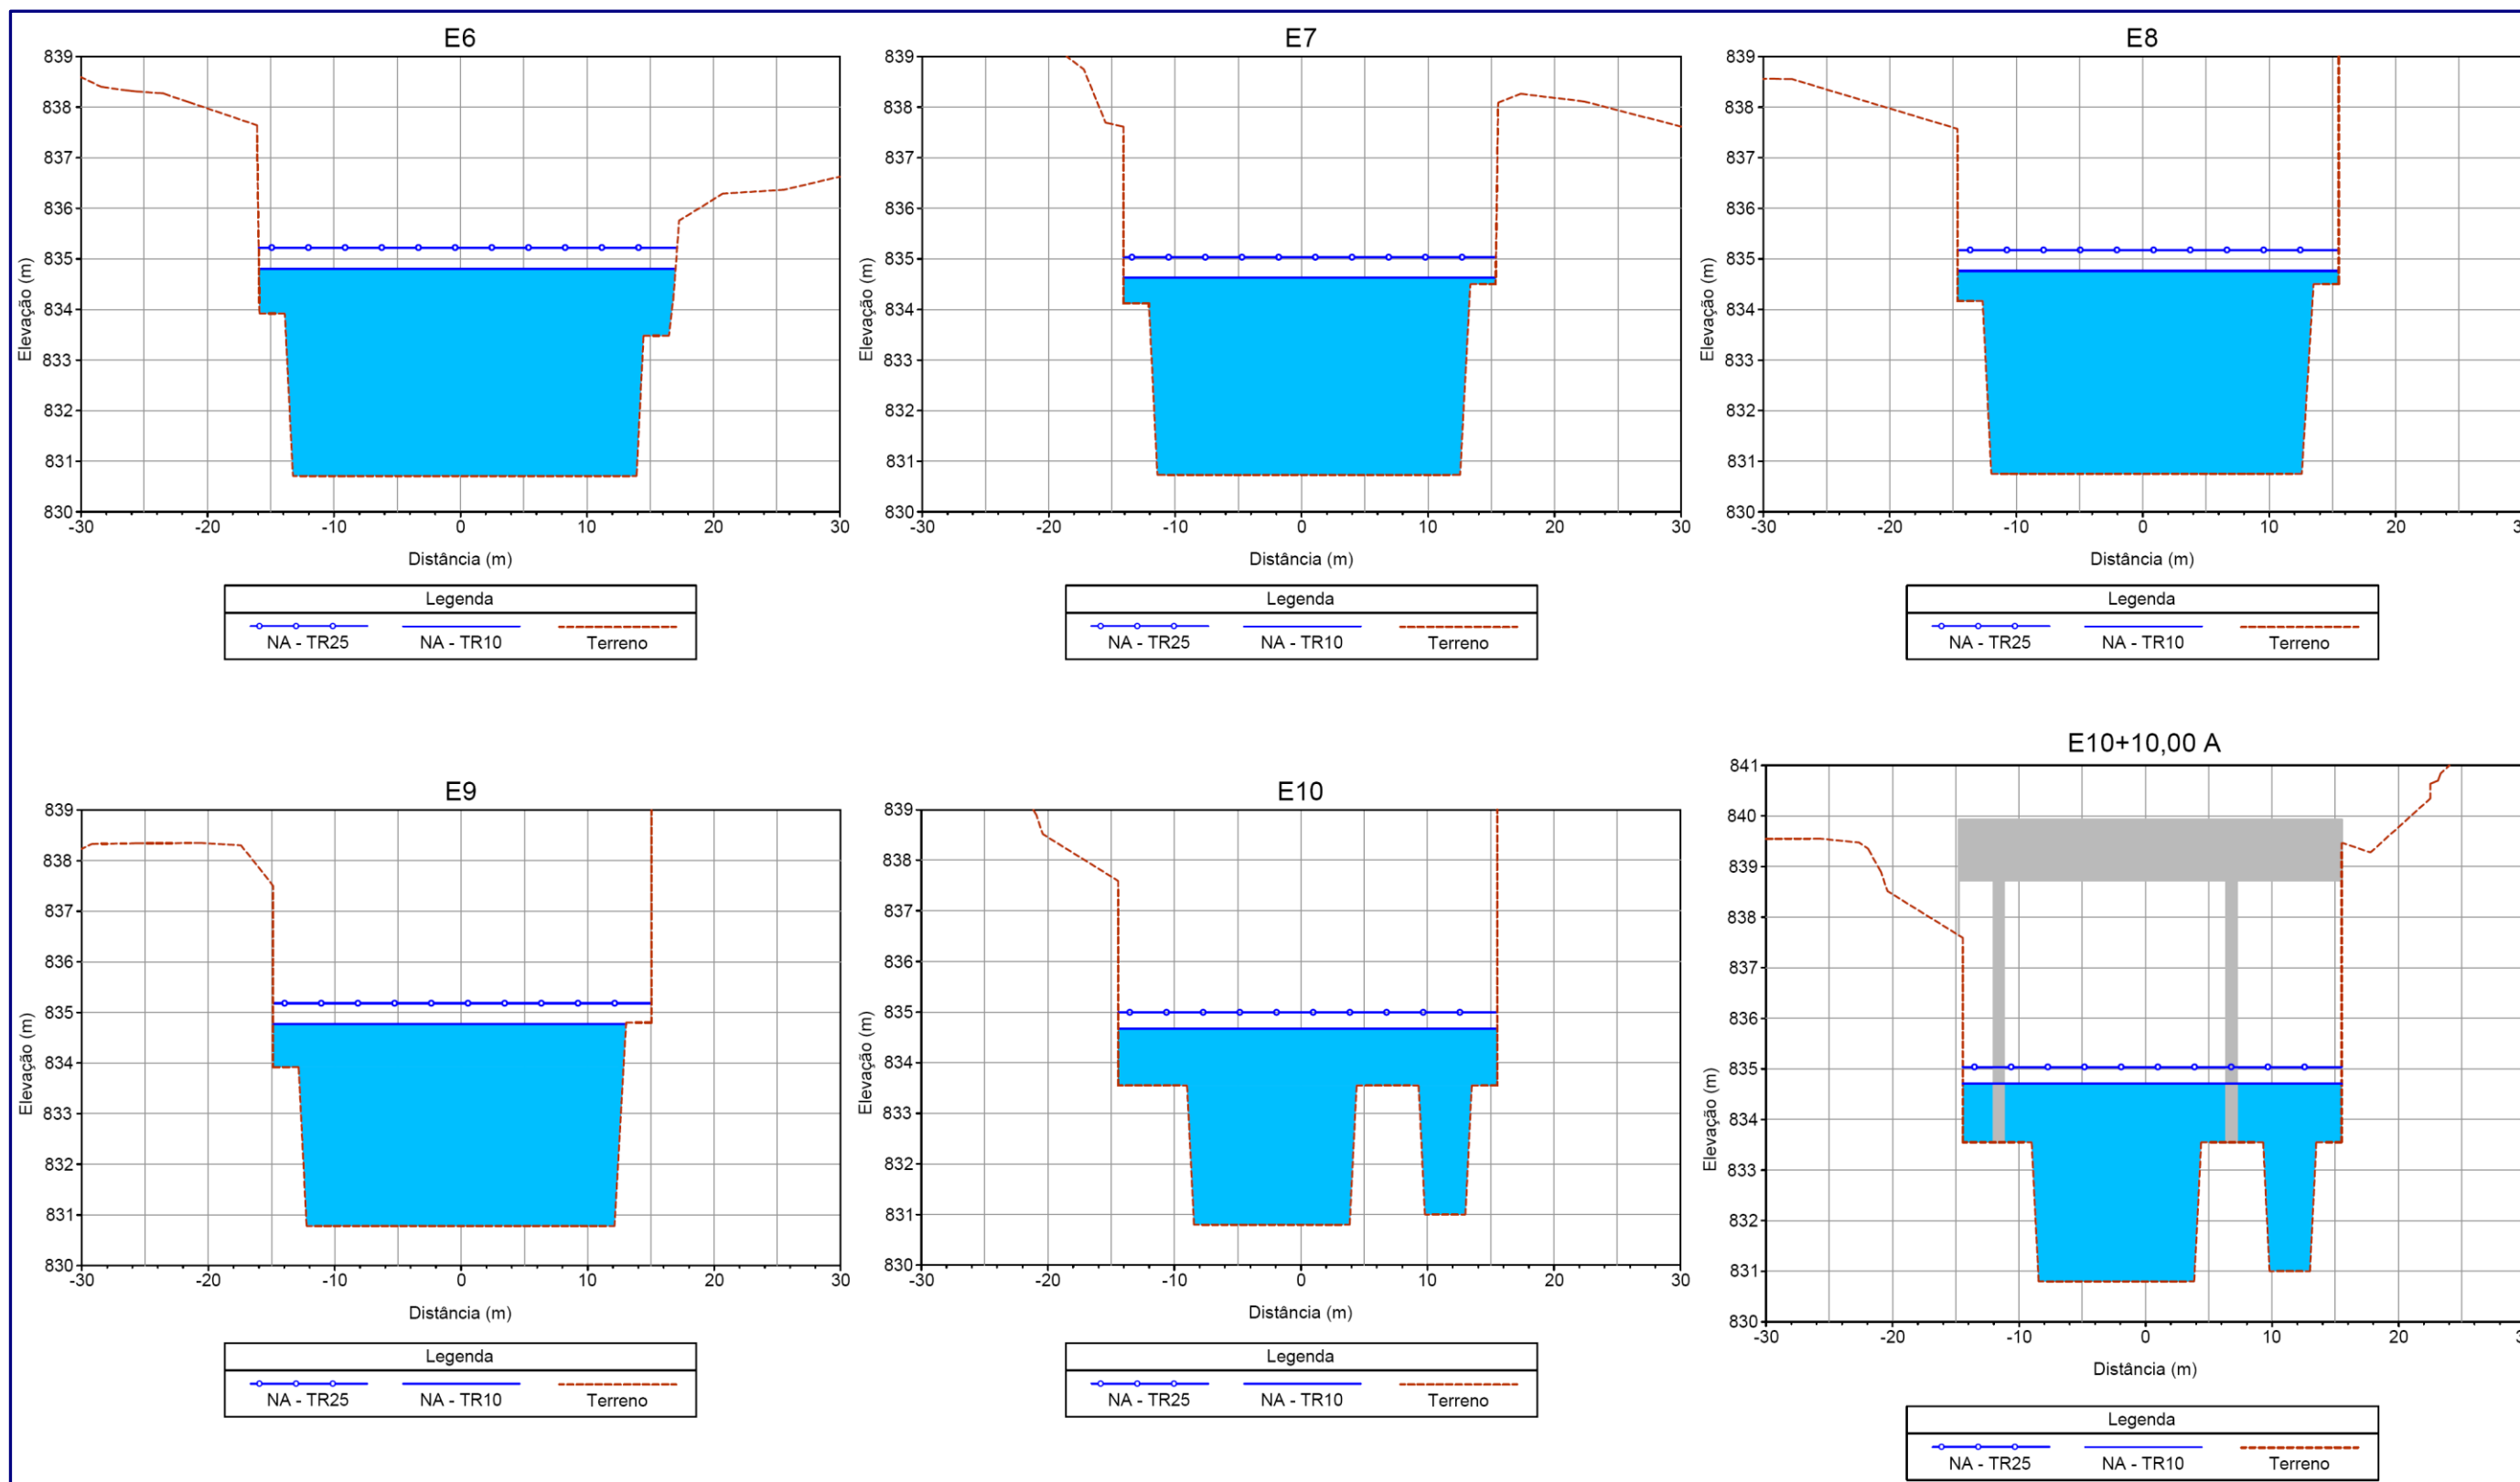 E6
839
838
837
836
835
834
833
832
831
830
-30 -20 -10 0 10 20 30
Elevação (m)
Distância (m)
Legenda
NA - TR25 NA - TR10 Terreno
E7
839
838
837
836
835
834
833
832
831
830
-30 -20 -10 0 10 20 30
Elevação (m)
Distância (m)
Legenda
NA - TR25 NA - TR10 Terreno
E8
839
838
837
836
835
834
833
832
831
830
-30 -20 -10 0 10 20
Elevação (m)
Distância (m)
Legenda
NA - TR25 NA - TR10 Terreno
E9
839
838
837
836
835
834
833
832
831
830
-30 -20 -10 0 10 20 30
Elevação (m)
Distância (m)
Legenda
NA - TR25 NA - TR10 Terreno
E10
839
838
837
836
835
834
833
832
831
830
-30 -20 -10 0 10 20 30
Elevação (m)
Distância (m)
Legenda
NA - TR25 NA - TR10 Terreno
E10+10,00 A
841
840
839
838
837
836
835
834
833
832
831
830
-30 -20 -10 0 10 20
Elevação (m)
Distância (m)
Legenda
NA - TR25 NA - TR10 Terreno